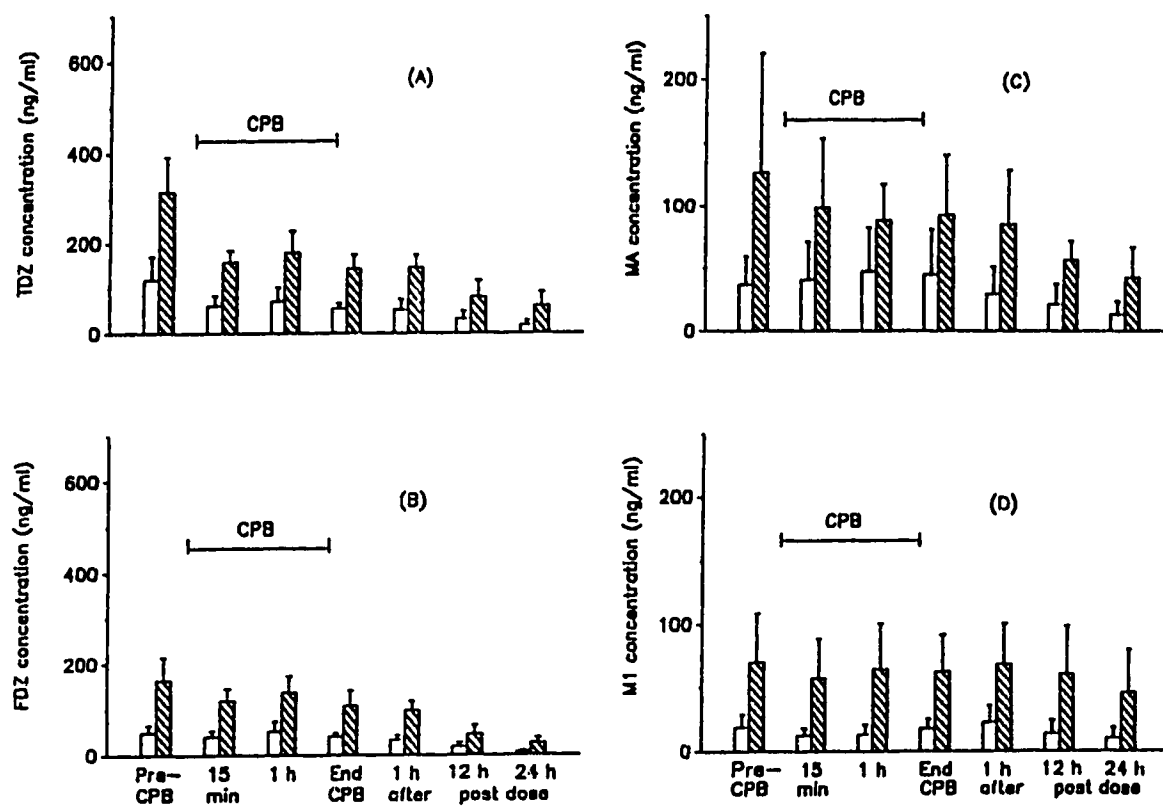 TDZ concentration (ng/ml)
600
400
200
0
(A)
CPB
MA concentration (ng/ml)
200
100
0
(C)
CPB
FDZ concentration (ng/ml)
600
400
200
0
(B)
CPB
Pre–
CPB
15
min
1 h
End
CPB
1 h
after
12 h
24 h
post dose
M1 concentration (ng/ml)
200
100
0
(D)
CPB
Pre–
CPB
15
min
1 h
End
CPB
1 h
after
12 h
24 h
post dose